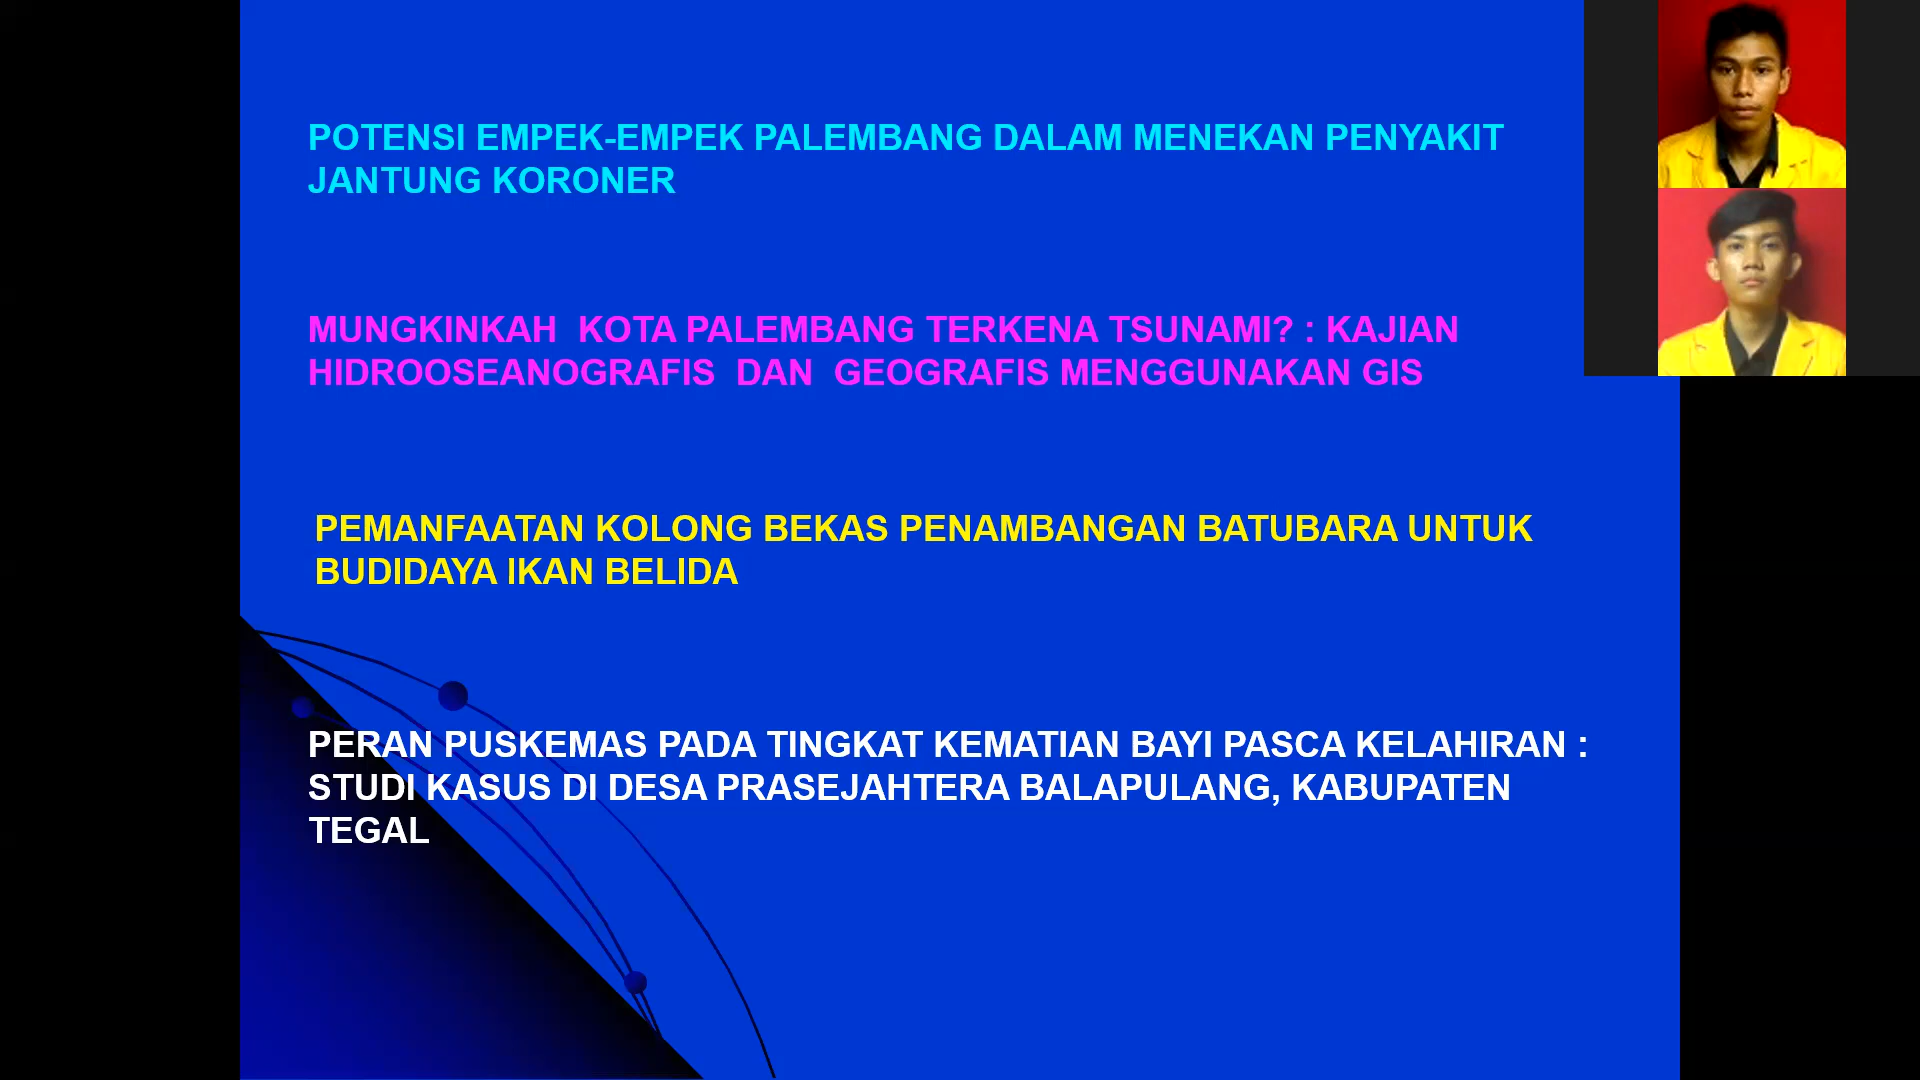 POTENSI EMPEK-EMPEK PALEMBANG DALAM MENEKAN PENYAKIT
JANTUNG KORONER
MUNGKINKAH  KOTA PALEMBANG TERKENA TSUNAMI? : KAJIAN
HIDROOSEANOGRAFIS  DAN  GEOGRAFIS MENGGUNAKAN GIS
PEMANFAATAN KOLONG BEKAS PENAMBANGAN BATUBARA UNTUK
BUDIDAYA IKAN BELIDA
PERAN PUSKEMAS PADA TINGKAT KEMATIAN BAYI PASCA KELAHIRAN :
STUDI KASUS DI DESA PRASEJAHTERA BALAPULANG, KABUPATEN
TEGAL